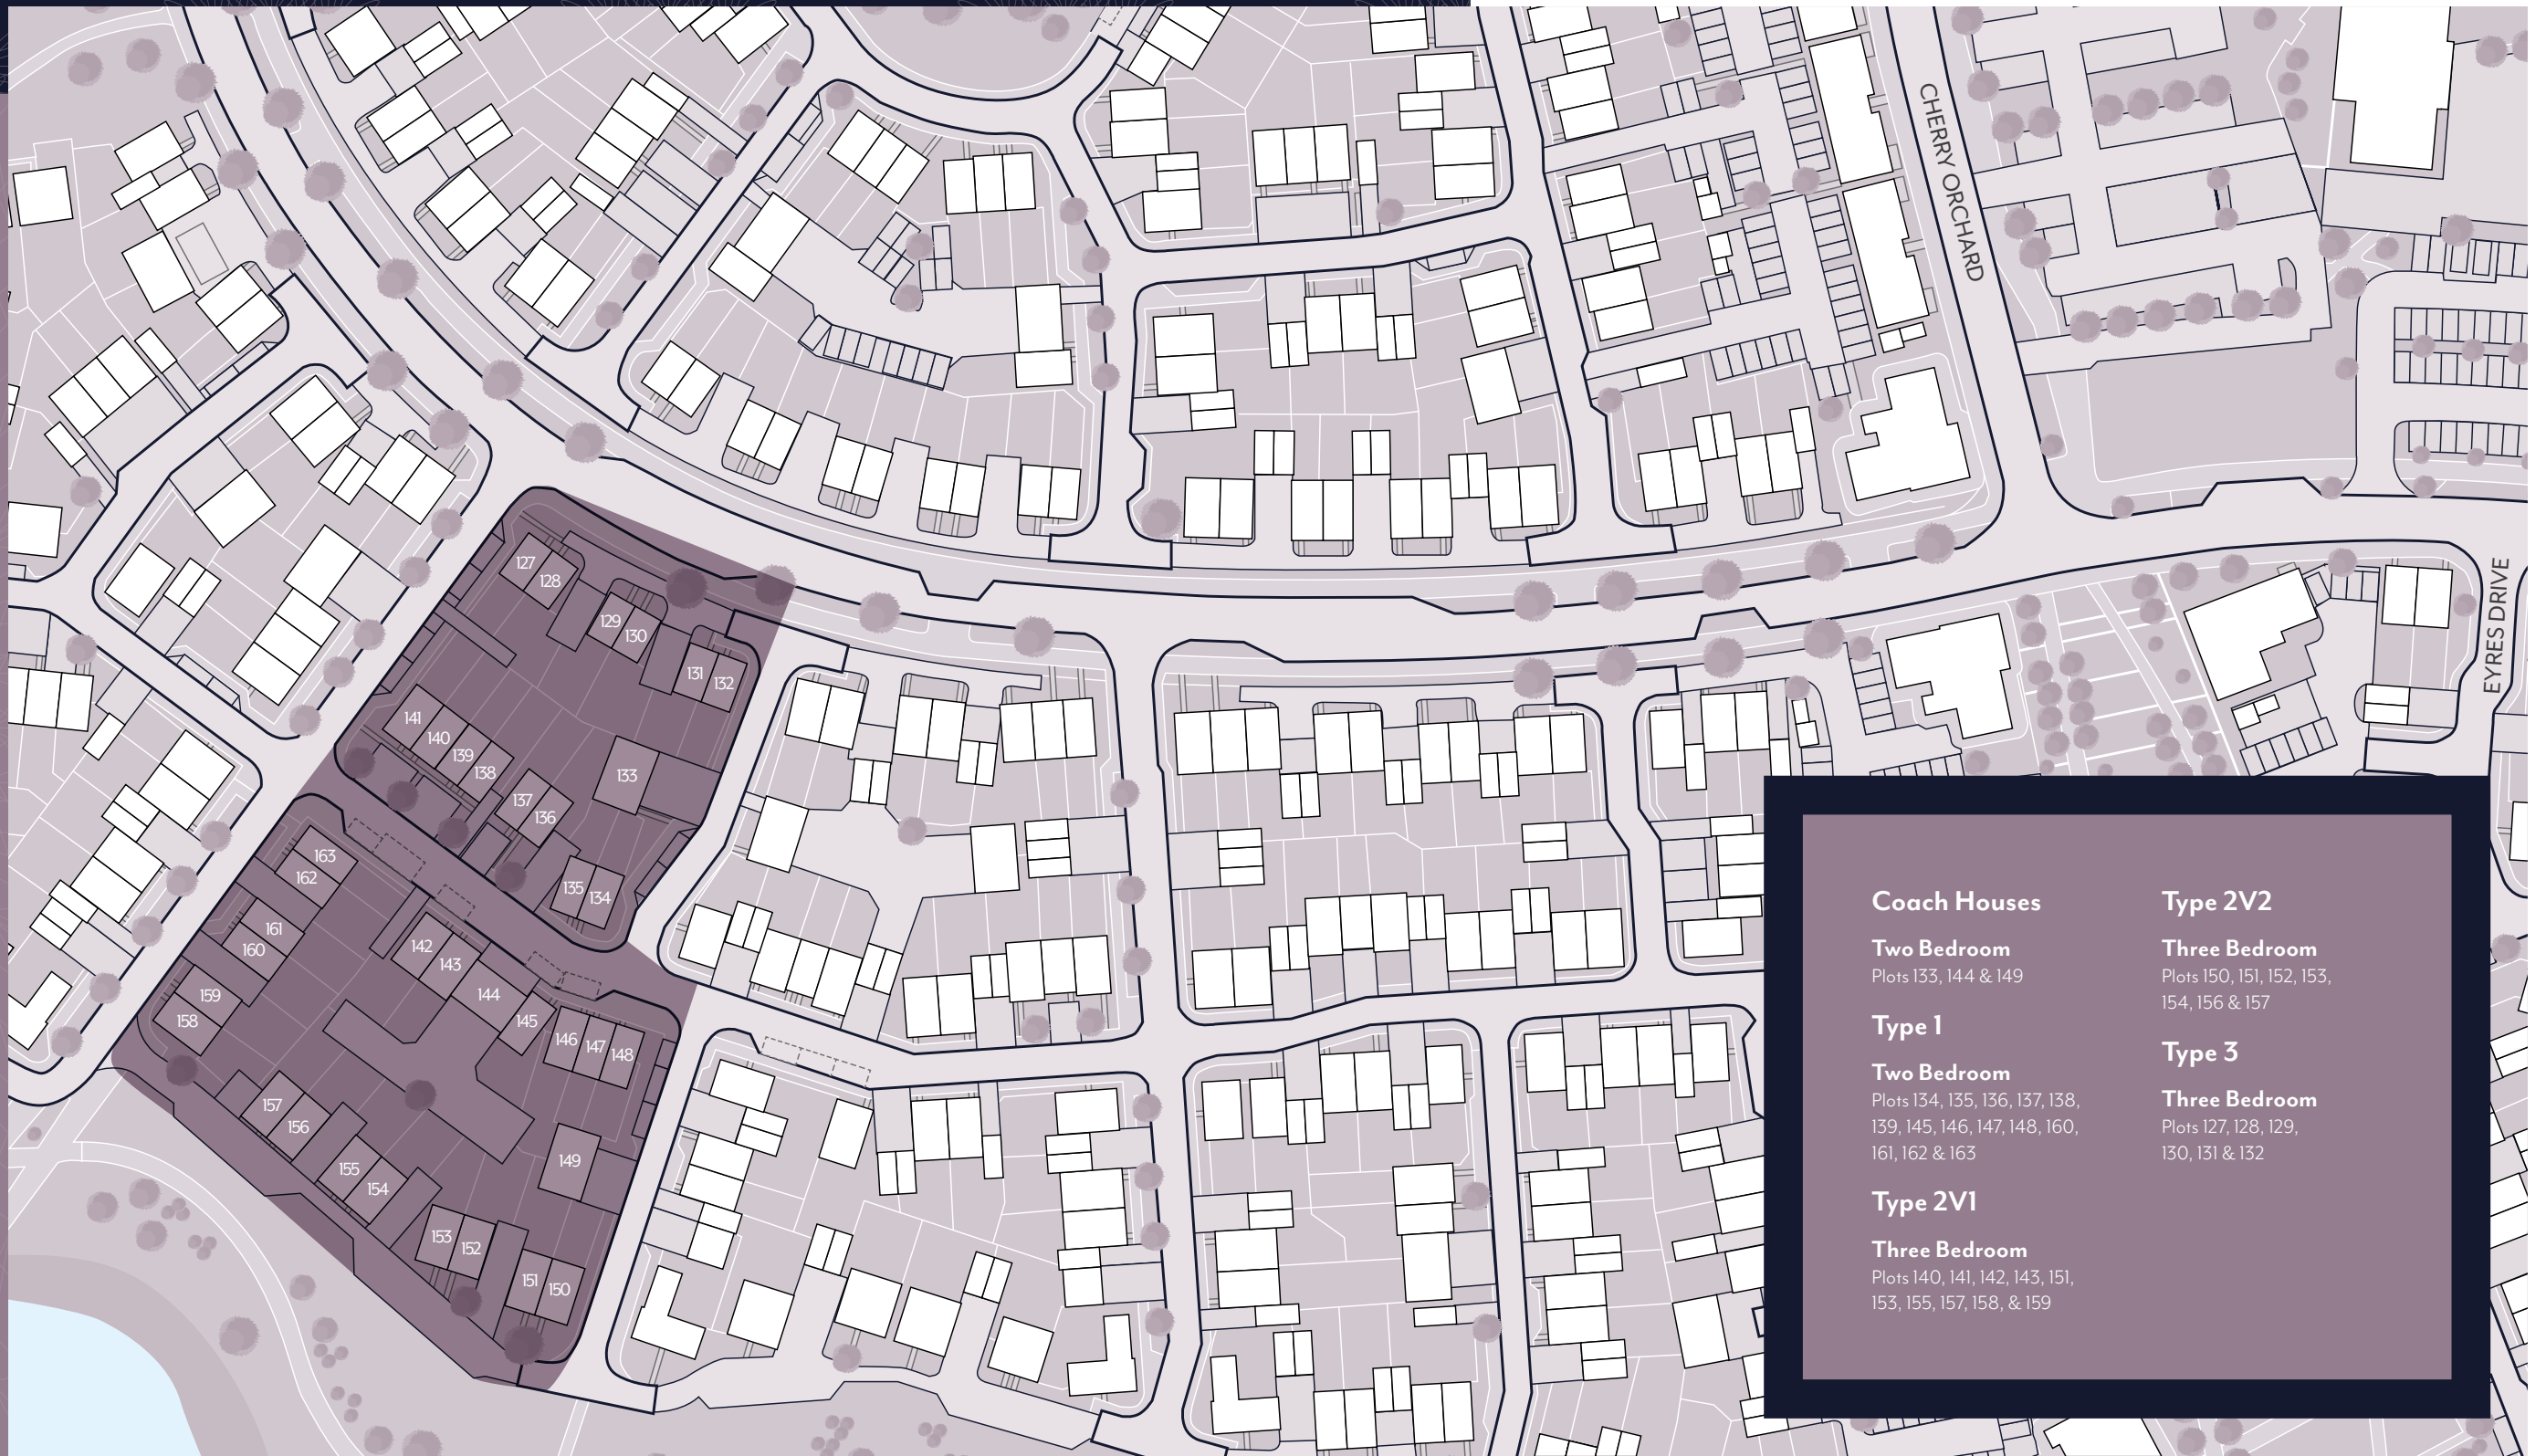 CHERRY ORCHARD
EYRES DRIVE
127
128
129
130
131
132
141
140
139
138
133
137
136
135
134
163
162
161
160
142
143
159
158
144
145
146
147
148
157
156
155
154
149
153
152
151
150
Coach Houses
Two Bedroom
Plots 133, 144 & 149
Type 1
Two Bedroom
Plots 134, 135, 136, 137, 138,
139, 145, 146, 147, 148, 160,
161, 162 & 163
Type 2V1
Three Bedroom
Plots 140, 141, 142, 143, 151,
153, 155, 157, 158, & 159
Type 2V2
Three Bedroom
Plots 150, 151, 152, 153,
154, 156 & 157
Type 3
Three Bedroom
Plots 127, 128, 129,
130, 131 & 132